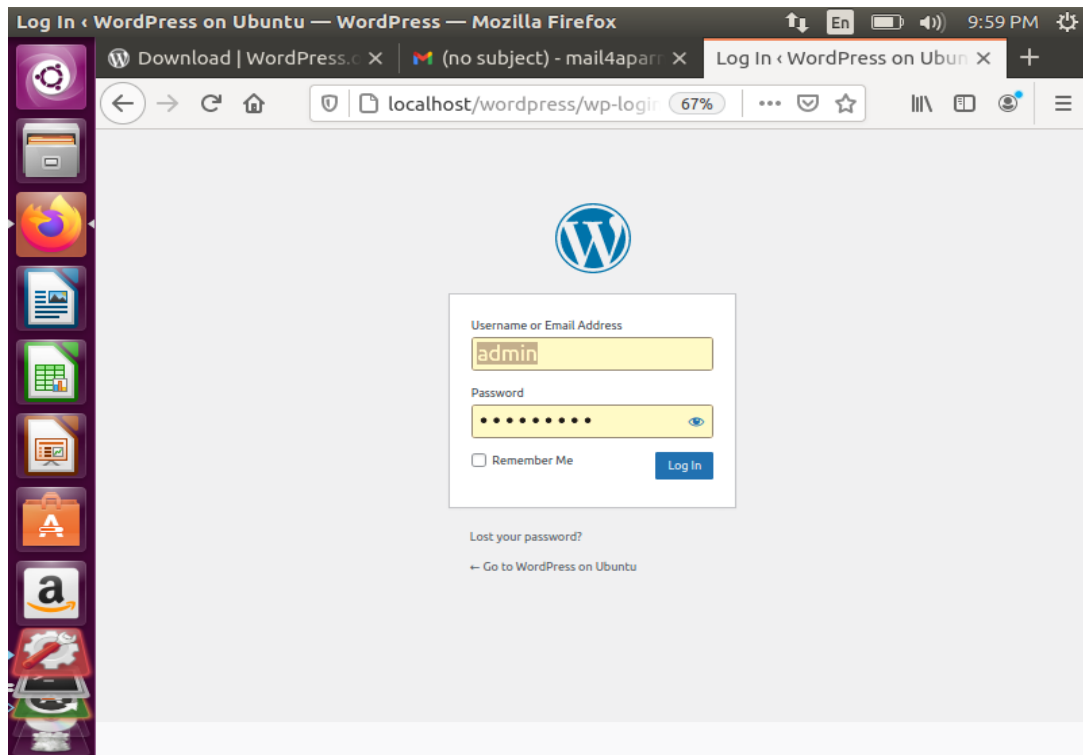 Log In ‹ WordPress on Ubuntu — WordPress — Mozilla Firefox En 9:59 PM
Download | WordPress.o (no subject) - mail4aparr Log In ‹ WordPress on Ubun
localhost/wordpress/wp-login 67%
Username or Email Address
admin
Password
Remember Me Log In
Lost your password?
← Go to WordPress on Ubuntu